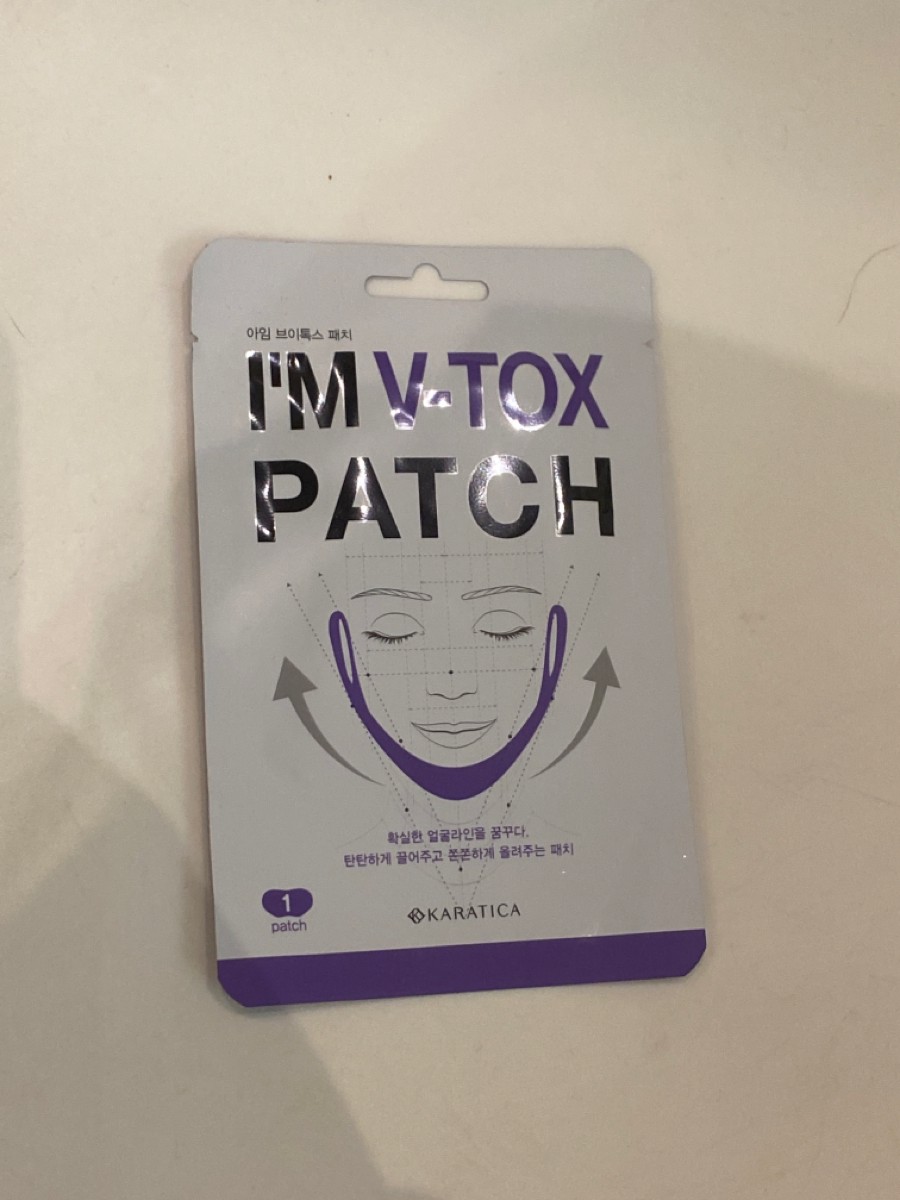 아임 브이톡스 패치
I'M V-TOX
PATCH
확실한 얼굴라인을 꿈꾸다.
탄탄하게 끌어주고 쫀쫀하게 올려주는 패치
1
patch
KARATICA